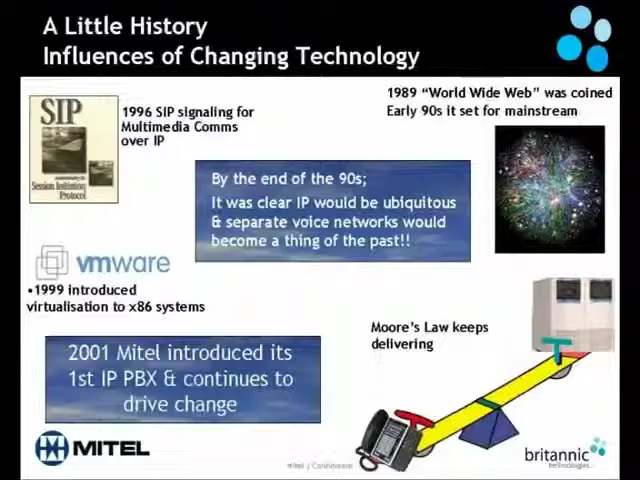 A Little History
Influences of Changing Technology
1989 “World Wide Web” was coined
Early 90s it set for mainstream
SIP
Session Initiation
Protocol
1996 SIP signaling for
Multimedia Comms
over IP
By the end of the 90s;
It was clear IP would be ubiquitous
& separate voice networks would
become a thing of the past!!
vmware
•1999 introduced
virtualisation to x86 systems
Moore's Law keeps
delivering
2001 Mitel introduced its
1st IP PBX & continues to
drive change
MITEL
Mitel | Confidential
britannic
technologies